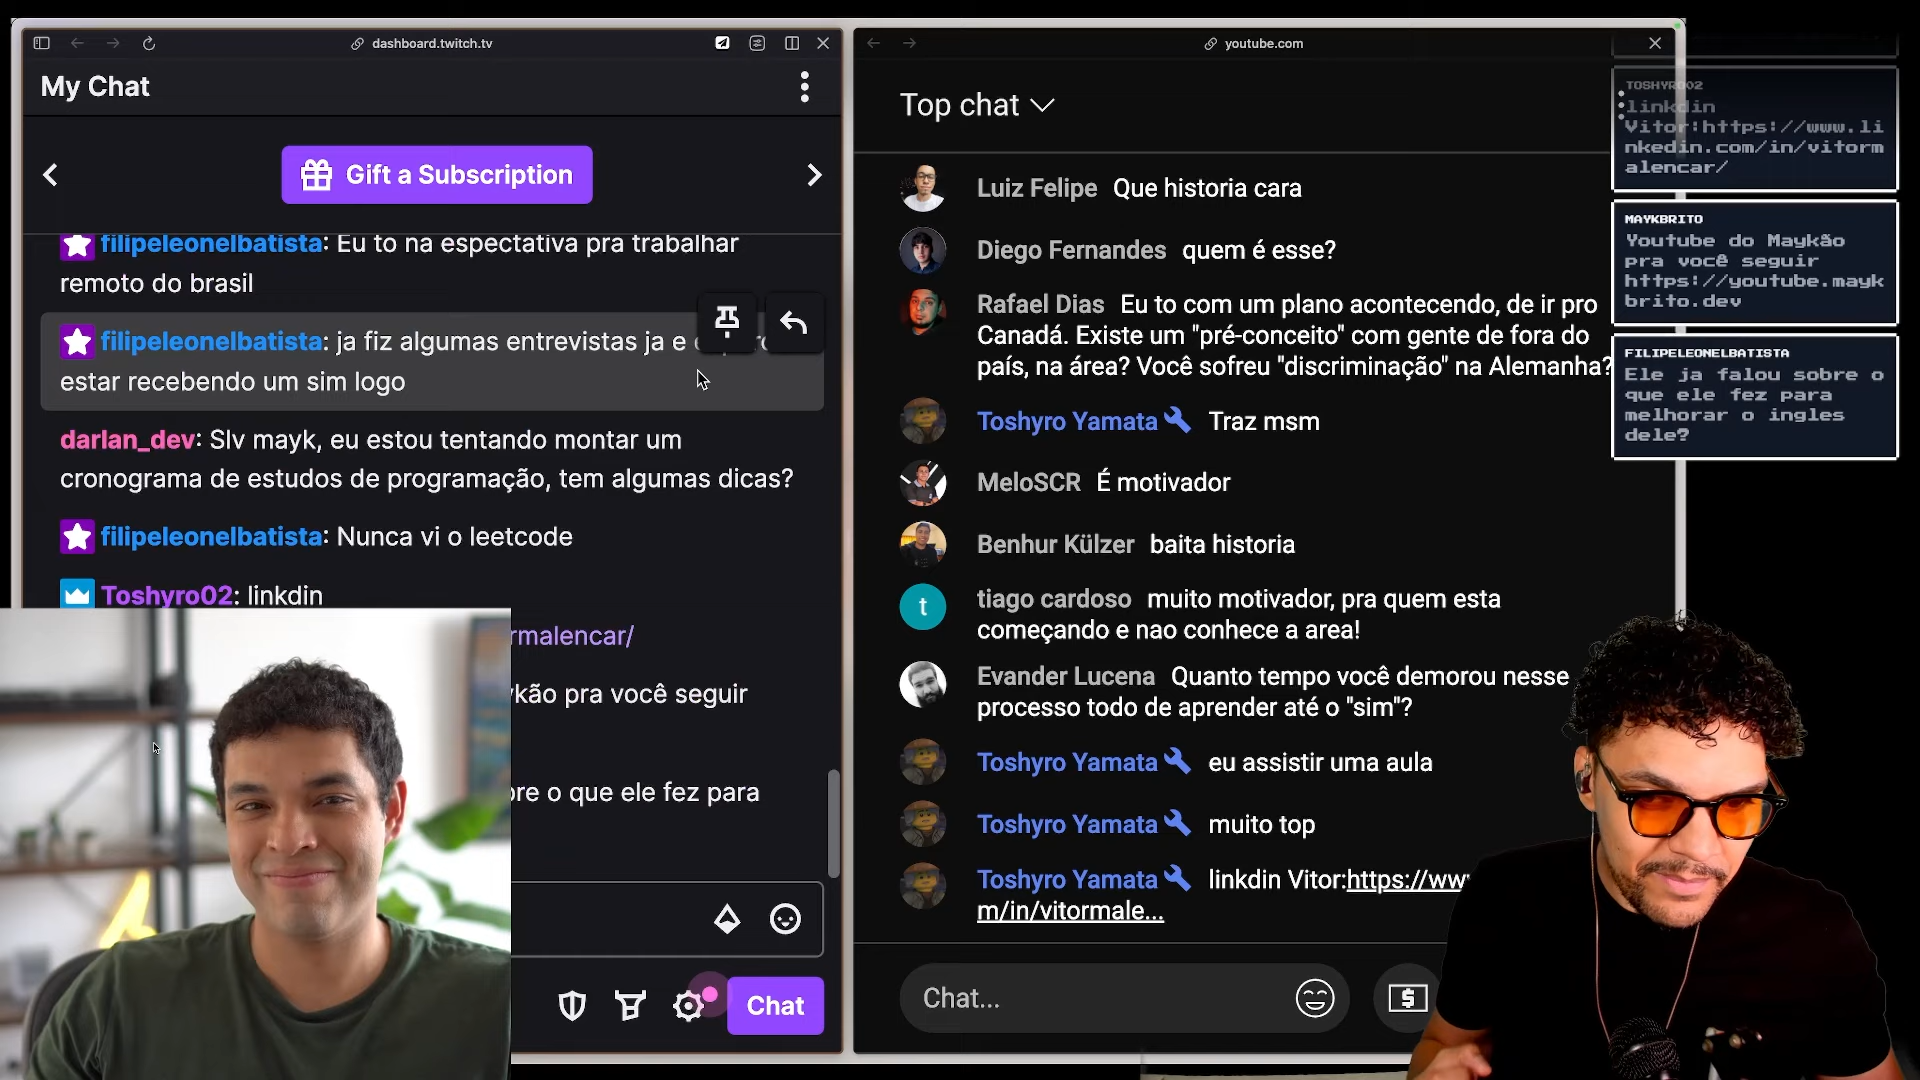 dashboard.twitch.tv
My Chat
Gift a Subscription
filipeleonelbatista: Eu to na espectativa pra trabalhar
remoto do brasil
filipeleonelbatista: ja fiz algumas entrevistas ja e
estar recebendo um sim logo
darlan_dev: Slv mayk, eu estou tentando montar um
cronograma de estudos de programação, tem algumas dicas?
filipeleonelbatista: Nunca vi o leetcode
Toshyro02: linkdin
rmalencar/
ykão pra você seguir
bre o que ele fez para
Chat
youtube.com
Top chat
Luiz Felipe Que historia cara
Diego Fernandes quem é esse?
Rafael Dias Eu to com um plano acontecendo, de ir pro
Canadá. Existe um "pré-conceito" com gente de fora do
país, na área? Você sofreu "discriminação" na Alemanha?
Toshyro Yamata Traz msm
MeloSCR É motivador
Benhur Külzer baita historia
t
tiago cardoso muito motivador, pra quem esta
começando e nao conhece a area!
Evander Lucena Quanto tempo você demorou nesse
processo todo de aprender até o "sim"?
Toshyro Yamata eu assistir uma aula
Toshyro Yamata muito top
Toshyro Yamata linkdin Vitor:https://ww
m/in/vitormale...
Chat...
TOSHYRO02
linkdin
Vitor:https://www.li
nkedin.com/in/vitorm
alencar/
MAYKBRITO
Youtube do Maykão
pra você seguir
https://youtube.mayk
brito.dev
FILIPELEONELBATISTA
Ele ja falou sobre o
que ele fez para
melhorar o ingles
dele?